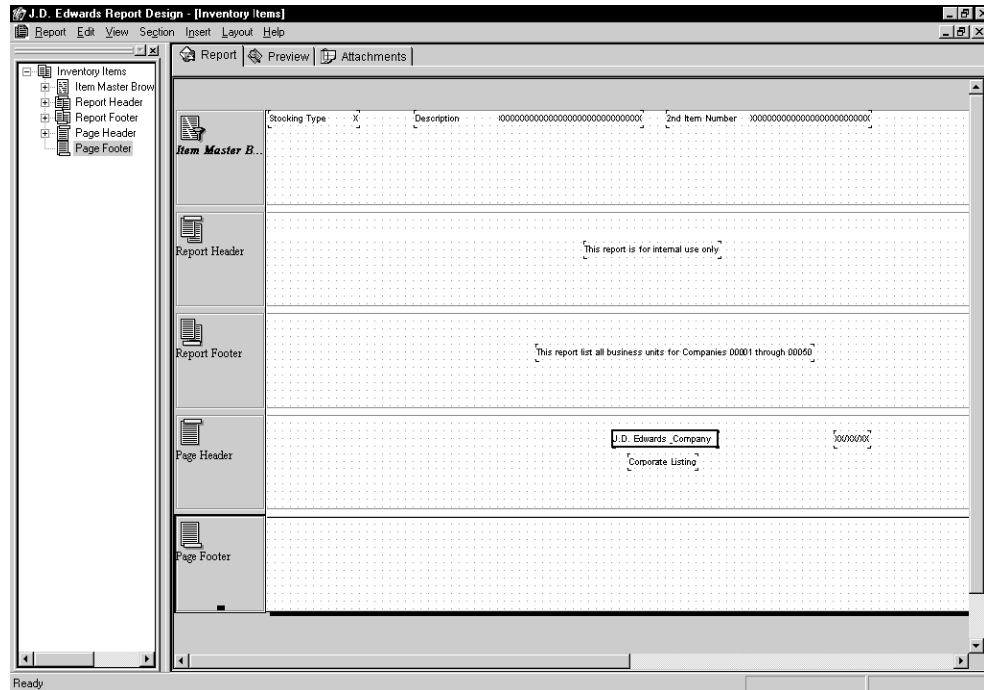 J.D. Edwards Report Design - [Inventory Items]
Report Edit View Section Insert Layout Help
Report Preview Attachments
Inventory Items
Item Master Brow
Report Header
Report Footer
Page Header
Page Footer
Stocking Type X Description 2nd Item Number
Item Master B...
Report Header
This report is for internal use only
Report Footer
This report list all business units for Companies 00001 through 00050
J.D. Edwards _Company XX/XX/XX
Page Header
Corporate Listing
Page Footer
Ready